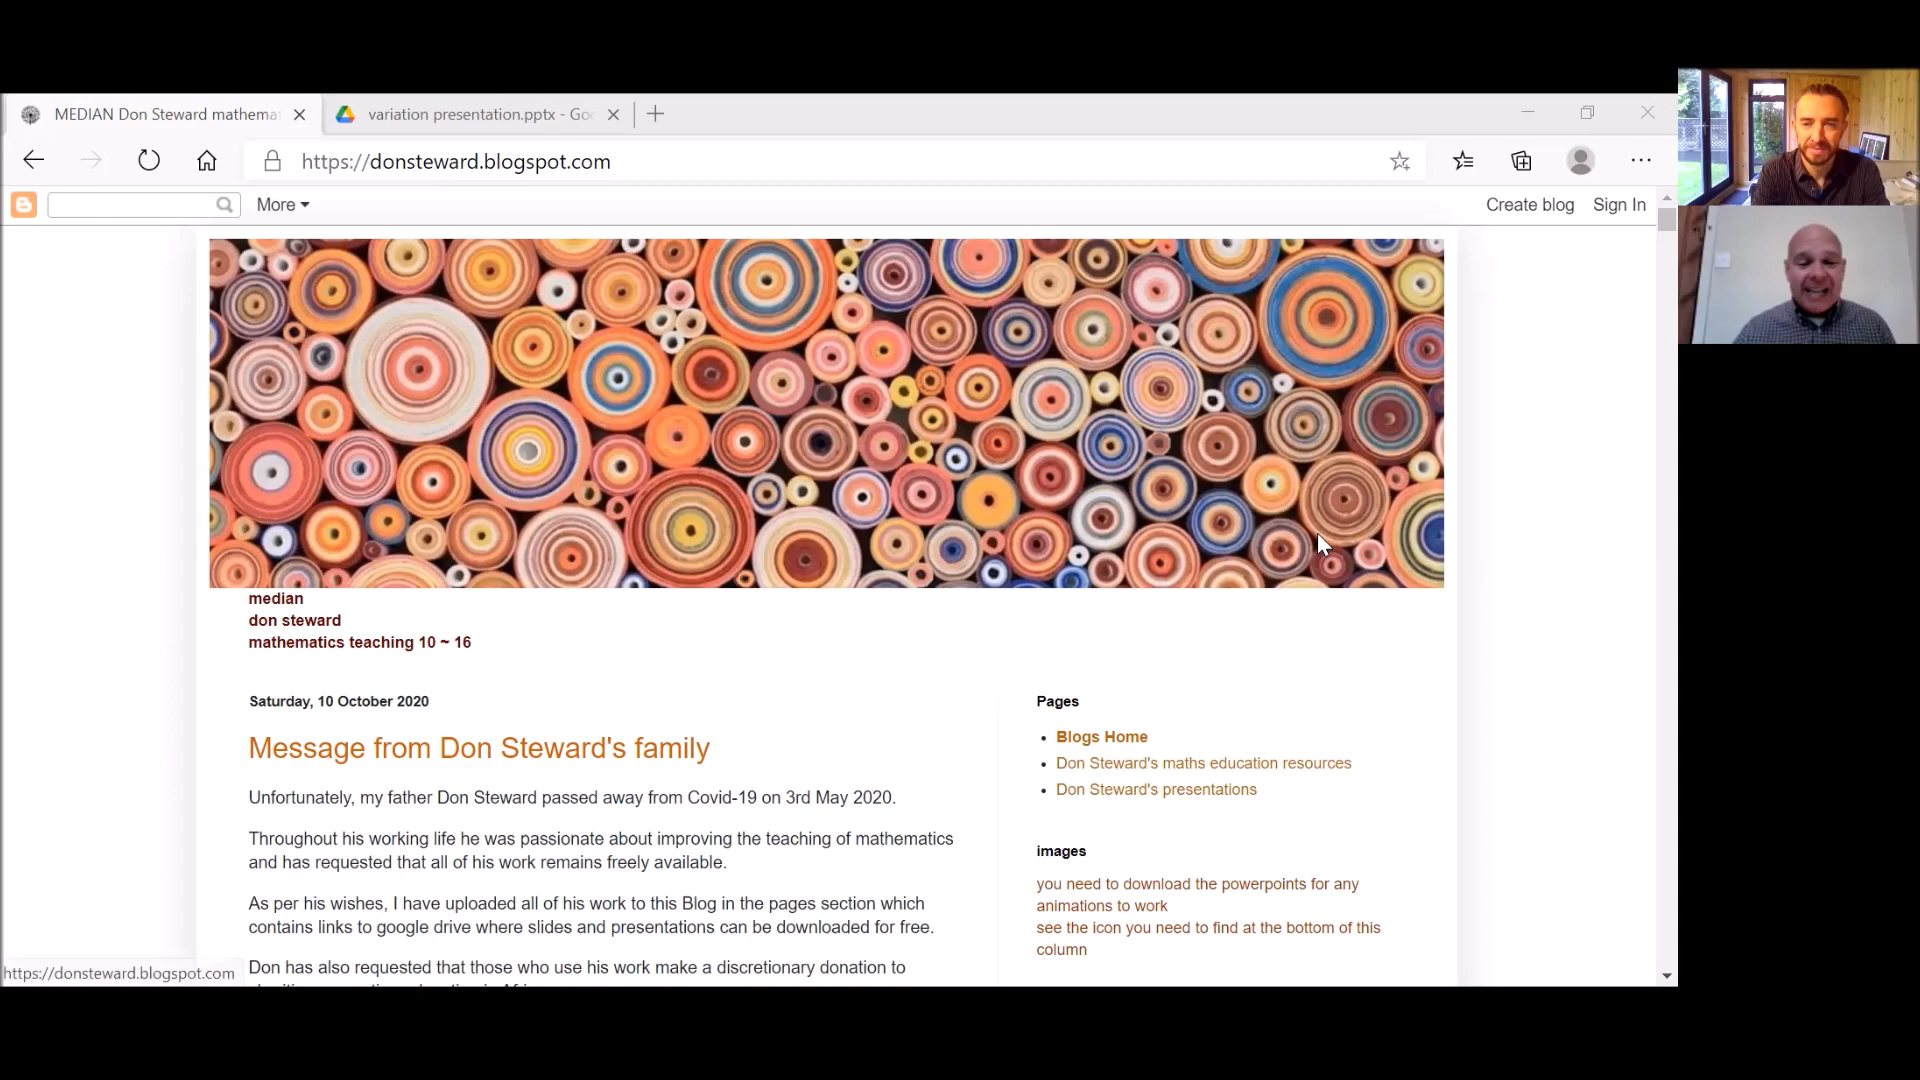 MEDIAN Don Steward mathema
variation presentation.pptx - Goo
https://donsteward.blogspot.com
More
Create blog
Sign In
median
don steward
mathematics teaching 10 ~ 16
Saturday, 10 October 2020
Message from Don Steward's family
Unfortunately, my father Don Steward passed away from Covid-19 on 3rd May 2020.
Throughout his working life he was passionate about improving the teaching of mathematics
and has requested that all of his work remains freely available.
As per his wishes, I have uploaded all of his work to this Blog in the pages section which
contains links to google drive where slides and presentations can be downloaded for free.
Don has also requested that those who use his work make a discretionary donation to
Pages
Blogs Home
Don Steward's maths education resources
Don Steward's presentations
images
you need to download the powerpoints for any
animations to work
see the icon you need to find at the bottom of this
column
https://donsteward.blogspot.com